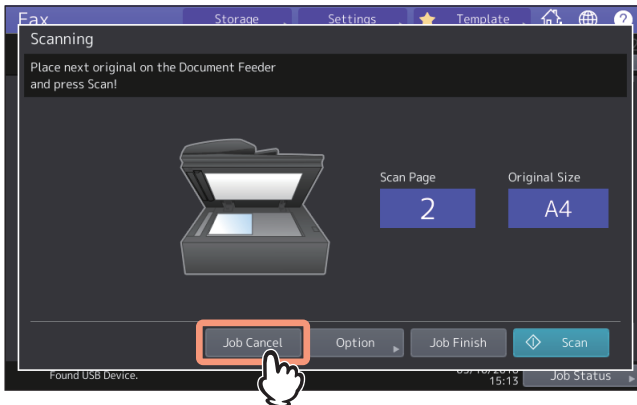 Fax
Storage
Settings
Template
?
Scanning
Place next original on the Document Feeder
and press Scan!
Scan Page
Original Size
2
A4
Job Cancel
Option
Job Finish
Scan
Found USB Device.
15:13
Job Status